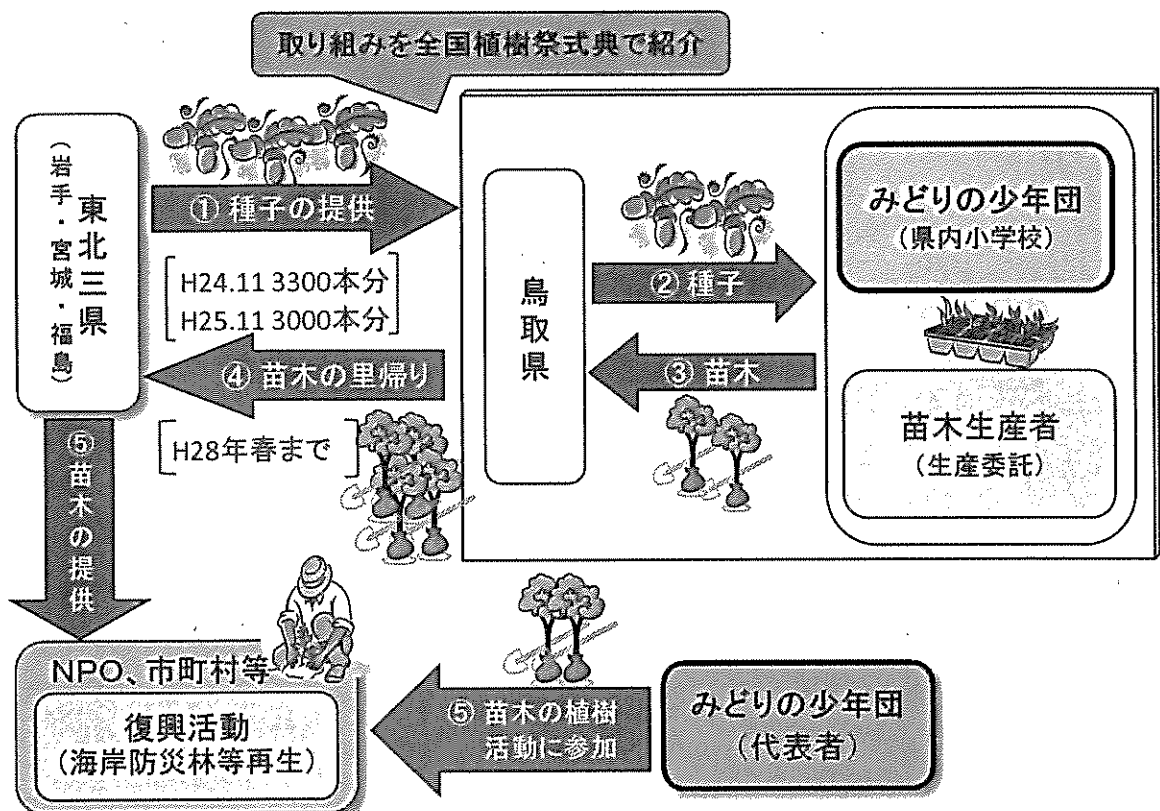 取り組みを全国植樹祭式典で紹介
東北三県
（岩手・宮城・福島）
① 種子の提供
H24.11 3300本分
H25.11 3000本分
④ 苗木の里帰り
H28年春まで
鳥取県
② 種子
③ 苗木
みどりの少年団
（県内小学校）
苗木生産者
（生産委託）
⑤ 苗木の提供
NPO、市町村等
復興活動
（海岸防災林等再生）
⑤ 苗木の植樹
活動に参加
みどりの少年団
（代表者）